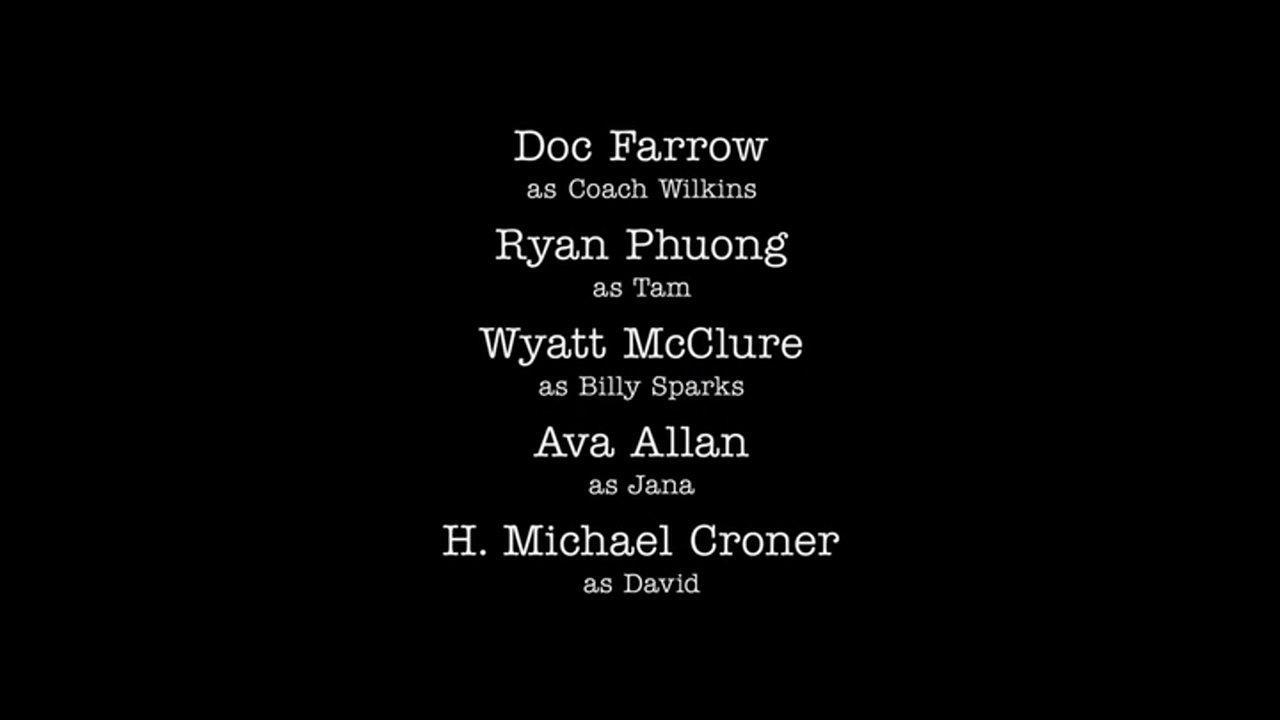 Doc Farrow
as Coach Wilkins
Ryan Phuong
as Tam
Wyatt McClure
as Billy Sparks
Ava Allan
as Jana
H. Michael Croner
as David